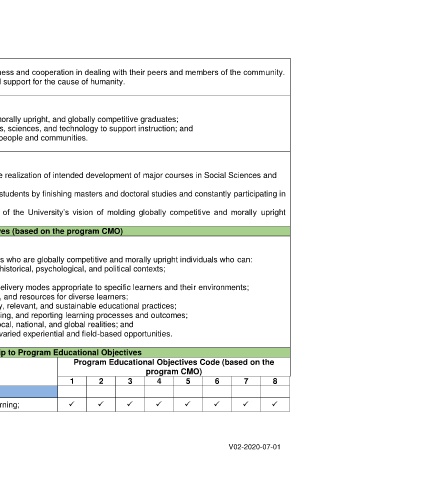 ess and cooperation in dealing with their peers and members of the community.
support for the cause of humanity.
orally upright, and globally competitive graduates;
s, sciences, and technology to support instruction; and
people and communities.
e realization of intended development of major courses in Social Sciences and
students by finishing masters and doctoral studies and constantly participating in
of the University's vision of molding globally competitive and morally upright
ves (based on the program CMO)
s who are globally competitive and morally upright individuals who can:
historical, psychological, and political contexts;
elivery modes appropriate to specific learners and their environments;
, and resources for diverse learners;
y, relevant, and sustainable educational practices;
ing, and reporting learning processes and outcomes;
ocal, national, and global realities; and
varied experiential and field-based opportunities.
ip to Program Educational Objectives
Program Educational Objectives Code (based on the
program CMO)
1 2 3 4 5 6 7 8
rning; ✓ ✓ ✓ ✓ ✓ ✓ ✓ ✓
V02-2020-07-01